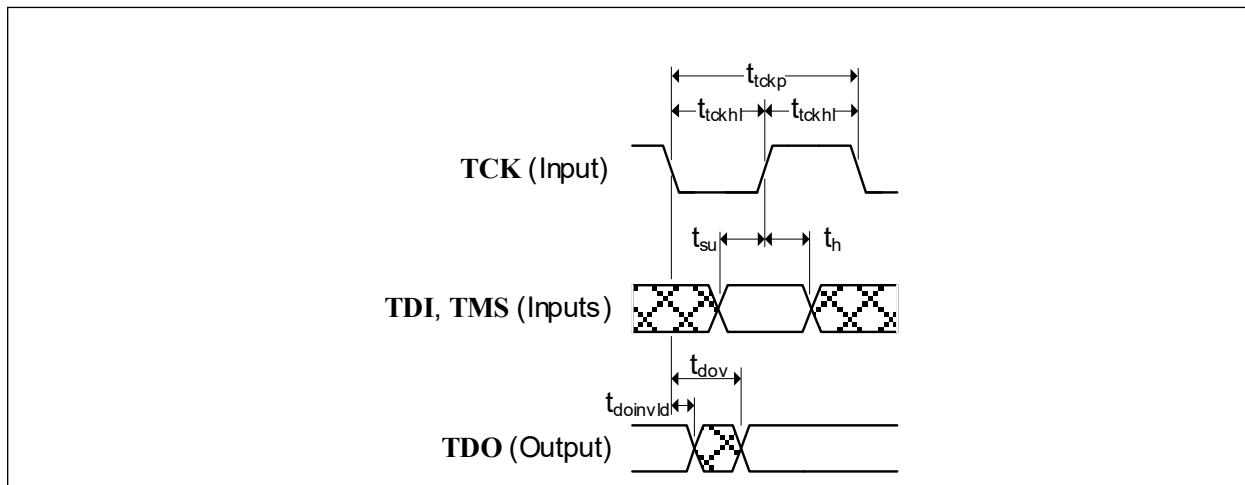 t_tckp
t_tckhl t_tckhl
TCK (Input)
t_su t_h
TDI, TMS (Inputs)
t_dov
t_doinvld
TDO (Output)